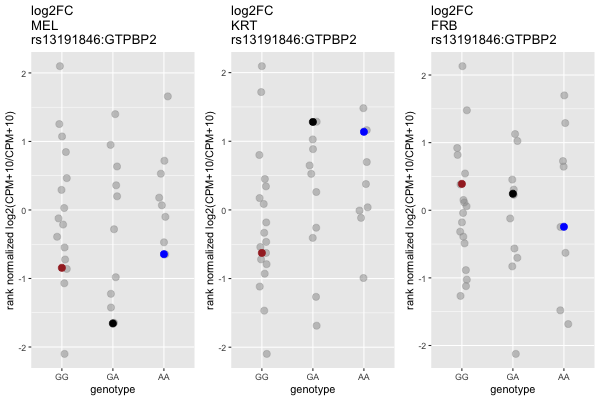 log2FC
MEL
rs13191846:GTPBP2
rank normalized log2(CPM+10/CPM+10)
2
1
0
-1
-2
GG
GA
AA
genotype
log2FC
KRT
rs13191846:GTPBP2
rank normalized log2(CPM+10/CPM+10)
2
1
0
-1
-2
GG
GA
AA
genotype
log2FC
FRB
rs13191846:GTPBP2
rank normalized log2(CPM+10/CPM+10)
2
1
0
-1
-2
GG
GA
AA
genotype